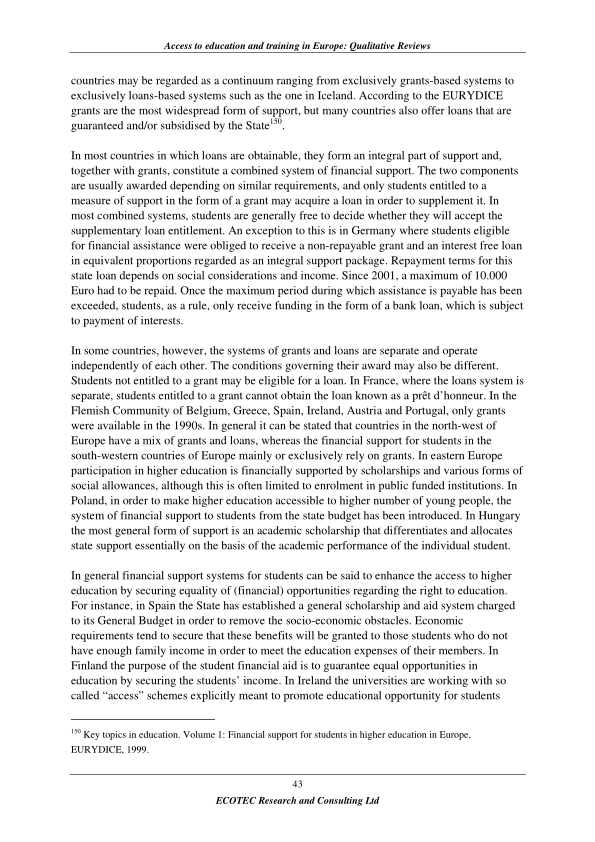 Access to education and training in Europe: Qualitative Reviews
countries may be regarded as a continuum ranging from exclusively grants-based systems to
exclusively loans-based systems such as the one in Iceland. According to the EURYDICE
grants are the most widespread form of support, but many countries also offer loans that are
guaranteed and/or subsidised by the State150.
In most countries in which loans are obtainable, they form an integral part of support and,
together with grants, constitute a combined system of financial support. The two components
are usually awarded depending on similar requirements, and only students entitled to a
measure of support in the form of a grant may acquire a loan in order to supplement it. In
most combined systems, students are generally free to decide whether they will accept the
supplementary loan entitlement. An exception to this is in Germany where students eligible
for financial assistance were obliged to receive a non-repayable grant and an interest free loan
in equivalent proportions regarded as an integral support package. Repayment terms for this
state loan depends on social considerations and income. Since 2001, a maximum of 10.000
Euro had to be repaid. Once the maximum period during which assistance is payable has been
exceeded, students, as a rule, only receive funding in the form of a bank loan, which is subject
to payment of interests.
In some countries, however, the systems of grants and loans are separate and operate
independently of each other. The conditions governing their award may also be different.
Students not entitled to a grant may be eligible for a loan. In France, where the loans system is
separate, students entitled to a grant cannot obtain the loan known as a prêt d’honneur. In the
Flemish Community of Belgium, Greece, Spain, Ireland, Austria and Portugal, only grants
were available in the 1990s. In general it can be stated that countries in the north-west of
Europe have a mix of grants and loans, whereas the financial support for students in the
south-western countries of Europe mainly or exclusively rely on grants. In eastern Europe
participation in higher education is financially supported by scholarships and various forms of
social allowances, although this is often limited to enrolment in public funded institutions. In
Poland, in order to make higher education accessible to higher number of young people, the
system of financial support to students from the state budget has been introduced. In Hungary
the most general form of support is an academic scholarship that differentiates and allocates
state support essentially on the basis of the academic performance of the individual student.
In general financial support systems for students can be said to enhance the access to higher
education by securing equality of (financial) opportunities regarding the right to education.
For instance, in Spain the State has established a general scholarship and aid system charged
to its General Budget in order to remove the socio-economic obstacles. Economic
requirements tend to secure that these benefits will be granted to those students who do not
have enough family income in order to meet the education expenses of their members. In
Finland the purpose of the student financial aid is to guarantee equal opportunities in
education by securing the students’ income. In Ireland the universities are working with so
called “access” schemes explicitly meant to promote educational opportunity for students
150 Key topics in education. Volume 1: Financial support for students in higher education in Europe,
EURYDICE, 1999.
43
ECOTEC Research and Consulting Ltd